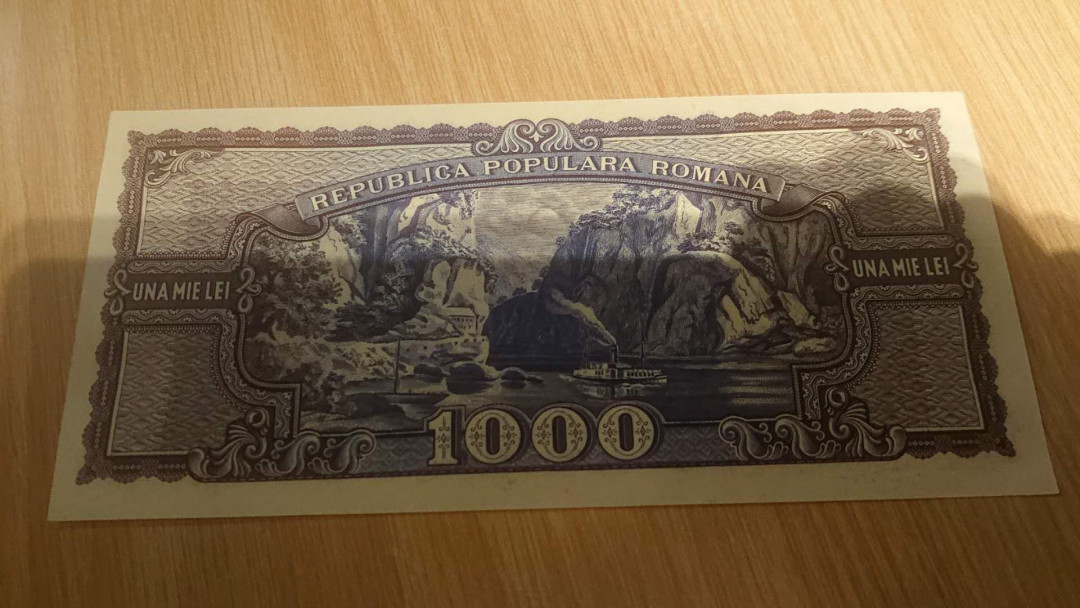 REPUBLICA POPULARA ROMANA
UNA MIE LEI
UNA MIE LEI
1000